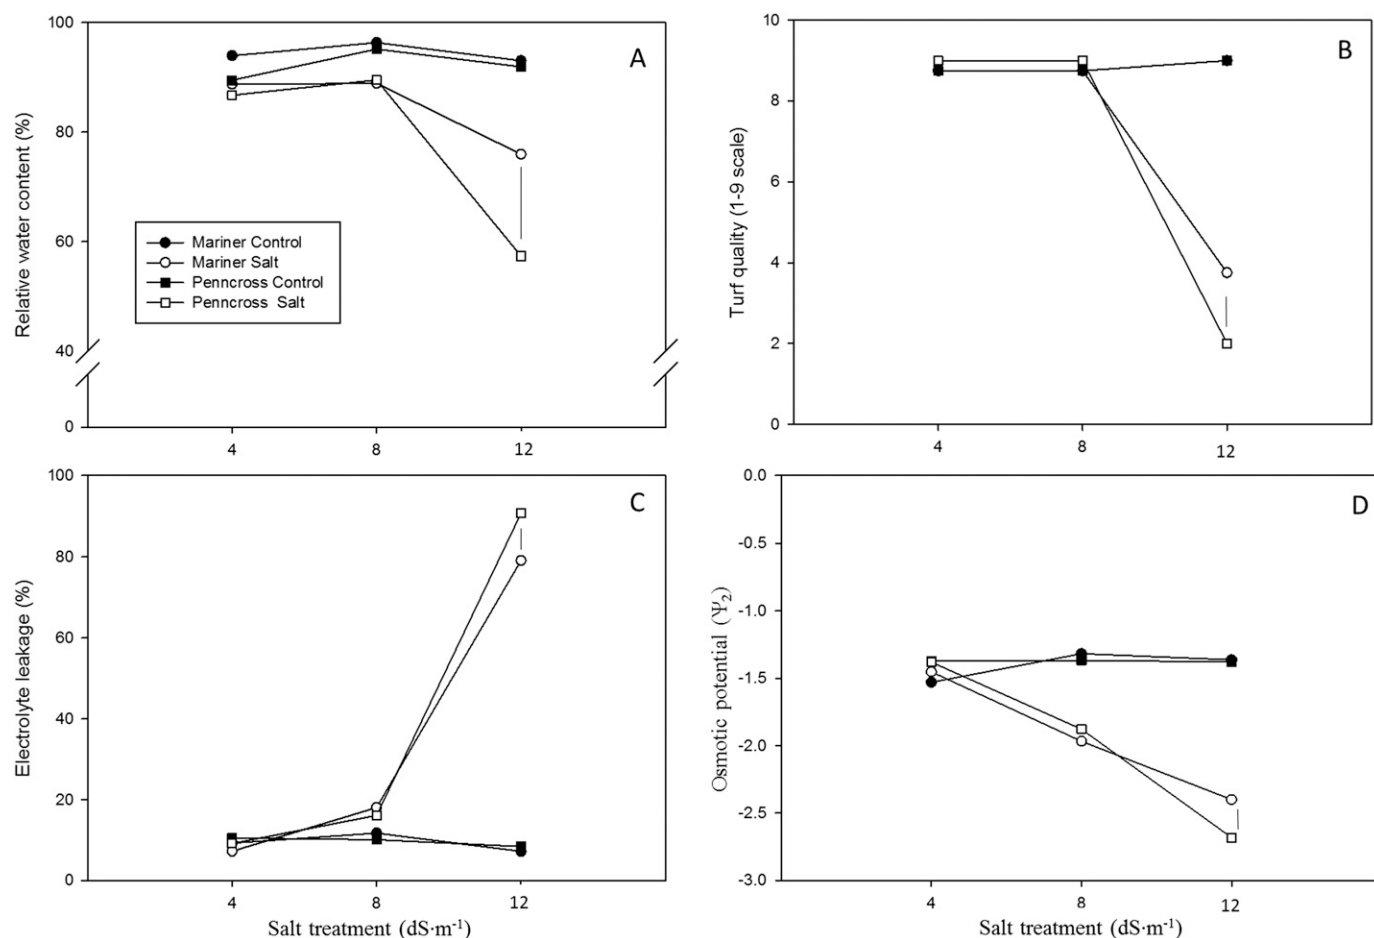 A
Relative water content (%)
100
80
60
40
0
4
8
12
Mariner Control
Mariner Salt
Penncross Control
Penncross Salt
B
Turf quality (1-9 scale)
10
8
6
4
2
0
4
8
12
C
Electrolyte leakage (%)
100
80
60
40
20
0
4
8
12
Salt treatment (dS·m⁻¹)
D
Osmotic potential (Ψ₂)
0.0
-0.5
-1.0
-1.5
-2.0
-2.5
-3.0
4
8
12
Salt treatment (dS·m⁻¹)